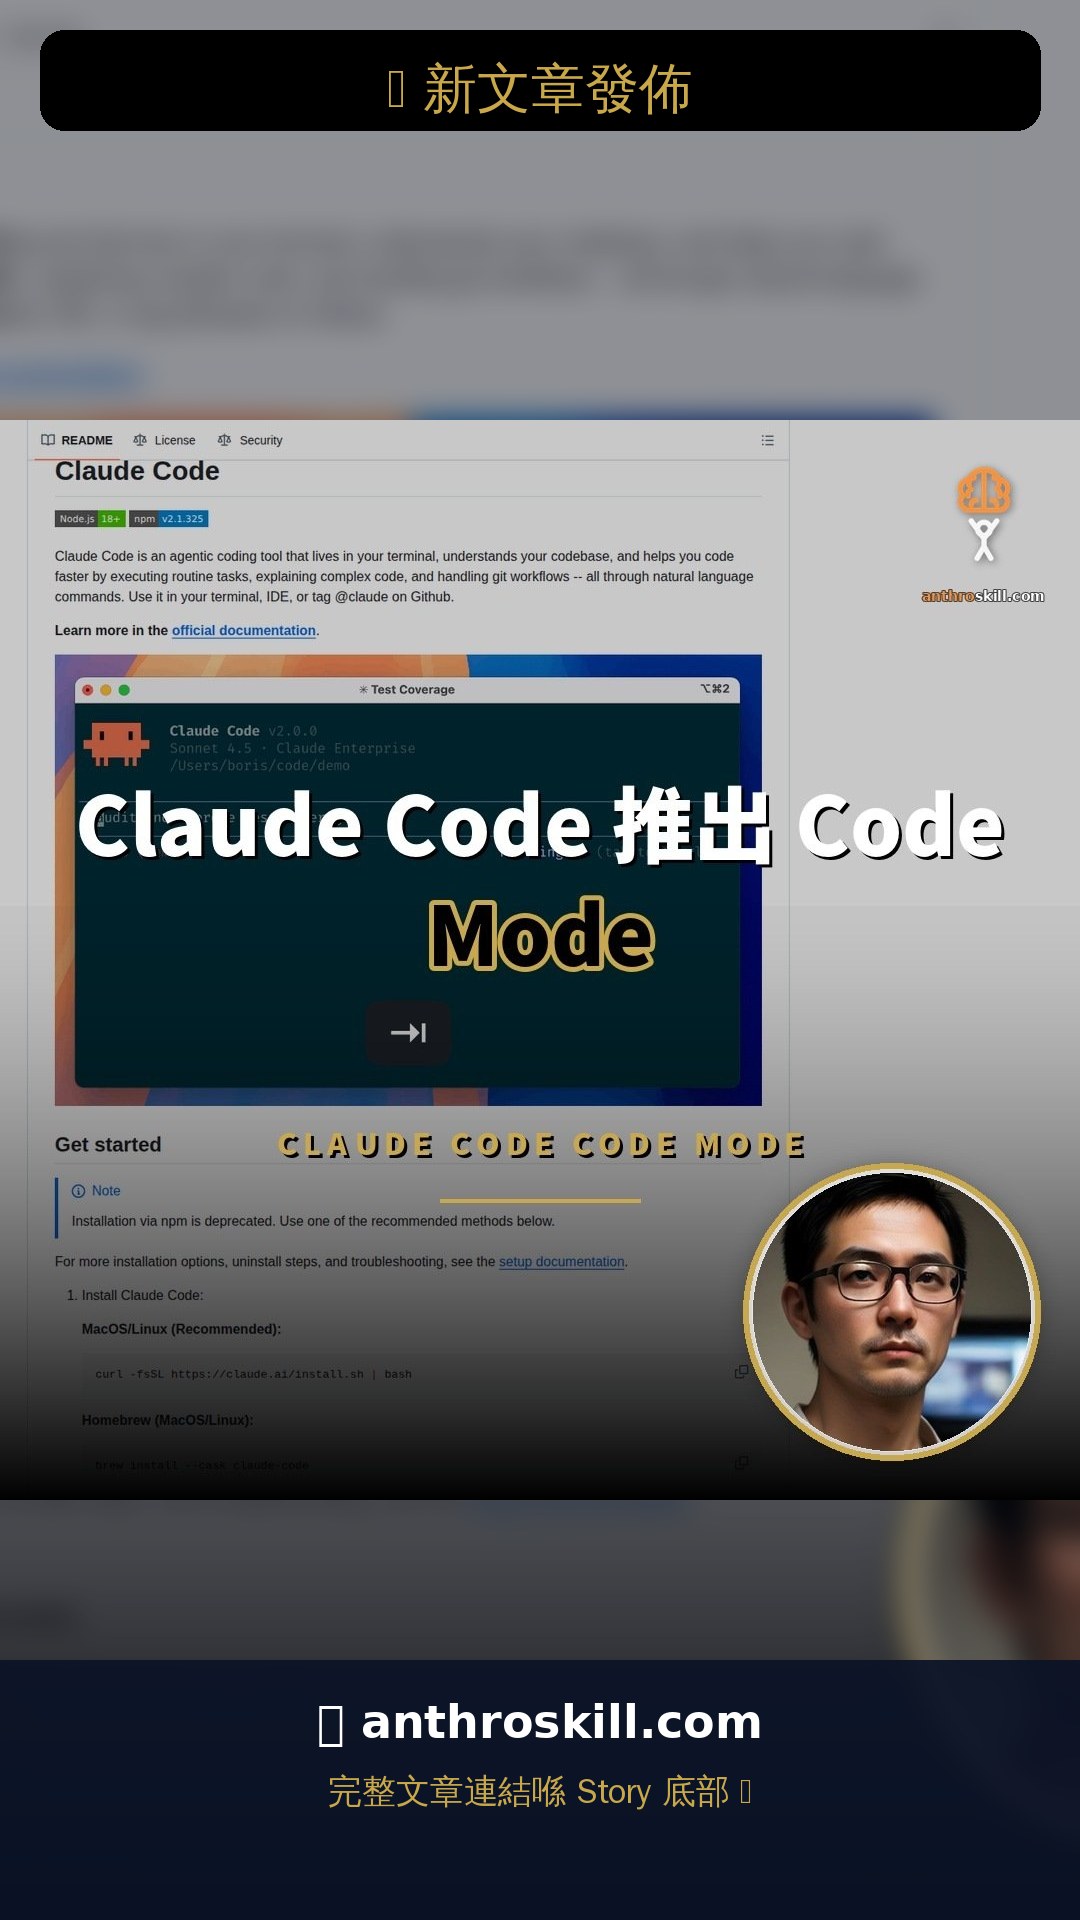 新文章發佈
README License Security
Claude Code
Node.js 18+ npm v2.1.325
Claude Code is an agentic coding tool that lives in your terminal, understands your codebase, and helps you code
faster by executing routine tasks, explaining complex code, and handling git workflows -- all through natural language
commands. Use it in your terminal, IDE, or tag @claude on Github.
Learn more in the official documentation.
anthroskill.com
✳ Test Coverage ⌥⌘2
Claude Code v2.0.0
Sonnet 4.5 · Claude Enterprise
/Users/boris/code/demo
Claude Code 推出 Code
Mode
CLAUDE CODE CODE MODE
Get started
Note
Installation via npm is deprecated. Use one of the recommended methods below.
For more installation options, uninstall steps, and troubleshooting, see the setup documentation.
1. Install Claude Code:
MacOS/Linux (Recommended):
curl -fsSL https://claude.ai/install.sh | bash
Homebrew (MacOS/Linux):
brew install --cask claude-code
anthroskill.com
完整文章連結喺 Story 底部